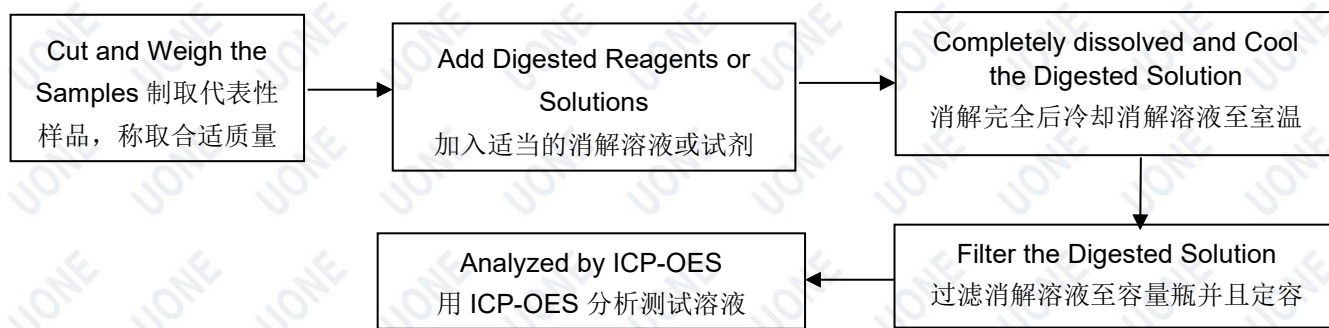 Cut and Weigh the
Samples 制取代表性
样品，称取合适质量
Add Digested Reagents or
Solutions
加入适当的消解溶液或试剂
Completely dissolved and Cool
the Digested Solution
消解完全后冷却消解溶液至室温
Filter the Digested Solution
过滤消解溶液至容量瓶并且定容
Analyzed by ICP-OES
用 ICP-OES 分析测试溶液
UONE